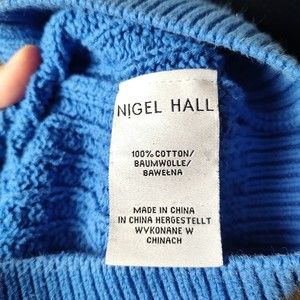 NIGEL HALL
100% COTTON/
BAUMWOLLE/
BAWEŁNA
MADE IN CHINA
IN CHINA HERGESTELLT
WYKONANE W
CHINACH